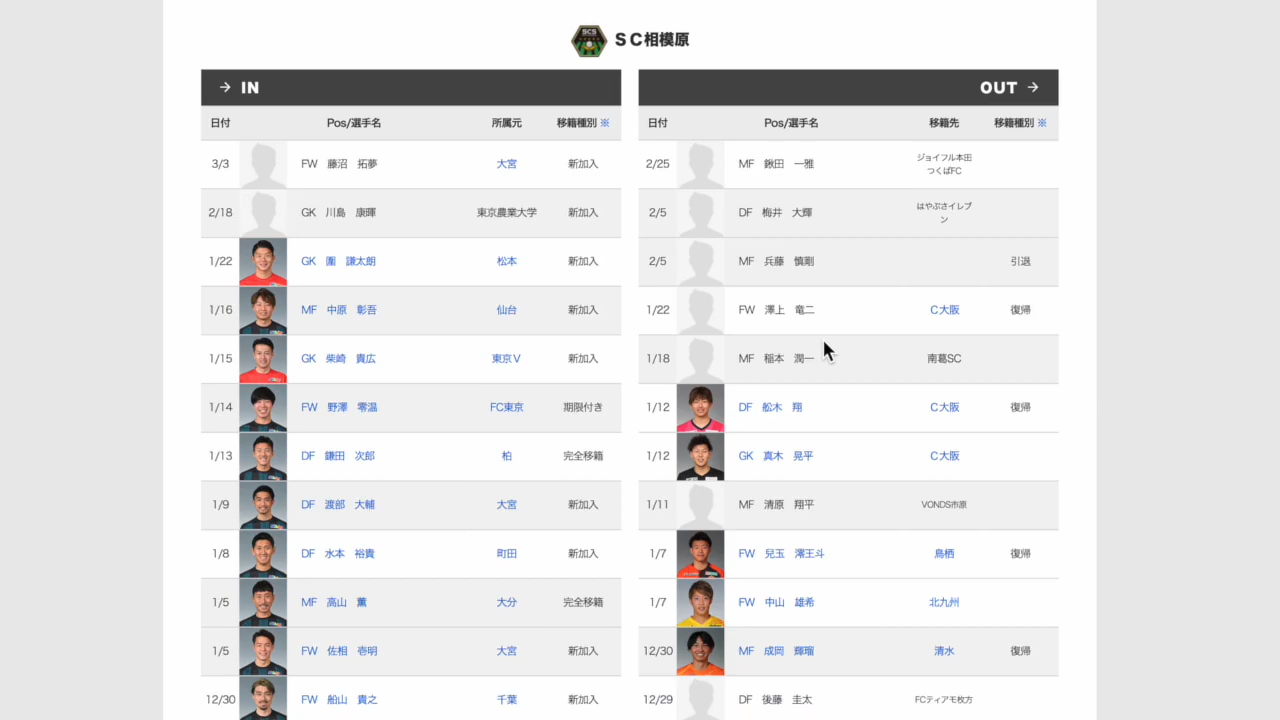 SCS
ＳＣ相模原
IN
日付 Pos/選手名 所属元 移籍種別 ※
3/3 FW 藤沼　拓夢 大宮 新加入
2/18 GK 川島　康暉 東京農業大学 新加入
1/22 GK 圍　謙太朗 松本 新加入
1/16 MF 中原　彰吾 仙台 新加入
1/15 GK 柴崎　貴広 東京Ｖ 新加入
1/14 FW 野澤　零温 FC東京 期限付き
1/13 DF 鎌田　次郎 柏 完全移籍
1/9 DF 渡部　大輔 大宮 新加入
1/8 DF 水本　裕貴 町田 新加入
1/5 MF 高山　薫 大分 完全移籍
1/5 FW 佐相　壱明 大宮 新加入
12/30 FW 船山　貴之 千葉 新加入
OUT
日付 Pos/選手名 移籍先 移籍種別 ※
2/25 MF 鍬田　一雅 ジョイフル本田
つくばFC
2/5 DF 梅井　大輝 はやぶさイレブ
ン
2/5 MF 兵藤　慎剛 引退
1/22 FW 澤上　竜二 Ｃ大阪 復帰
1/18 MF 稲本　潤一 南葛SC
1/12 DF 舩木　翔 Ｃ大阪 復帰
1/12 GK 真木　晃平 Ｃ大阪
1/11 MF 清原　翔平 VONDS市原
1/7 FW 兒玉　澪王斗 鳥栖 復帰
1/7 FW 中山　雄希 北九州
12/30 MF 成岡　輝瑠 清水 復帰
12/29 DF 後藤　圭太 FCティアモ枚方